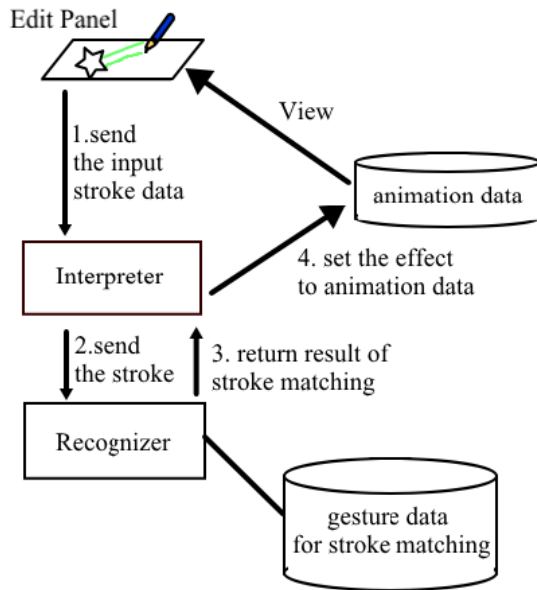 Edit Panel
View
1.send
the input
stroke data
animation data
Interpreter
4. set the effect
to animation data
2.send
the stroke
3. return result of
stroke matching
Recognizer
gesture data
for stroke matching